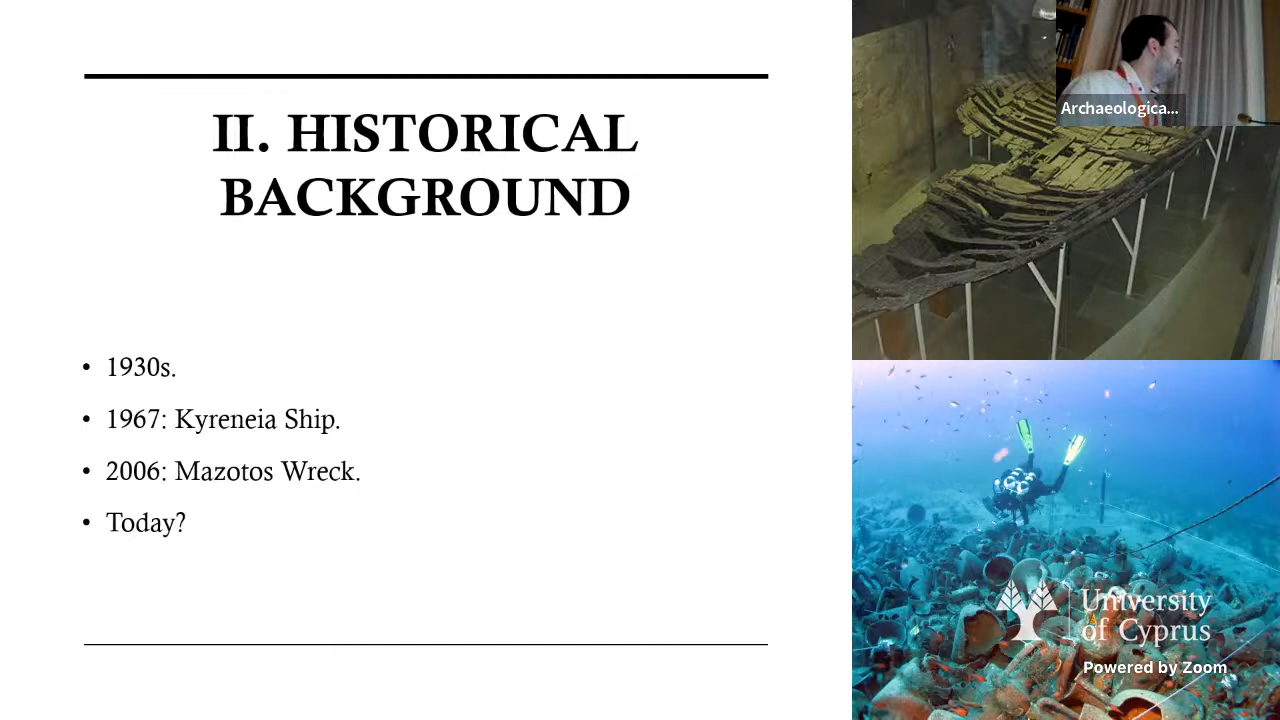 II. HISTORICAL
BACKGROUND
• 1930s.
• 1967: Kyreneia Ship.
• 2006: Mazotos Wreck.
• Today?
Archaeologica...
University
of Cyprus
Powered by Zoom